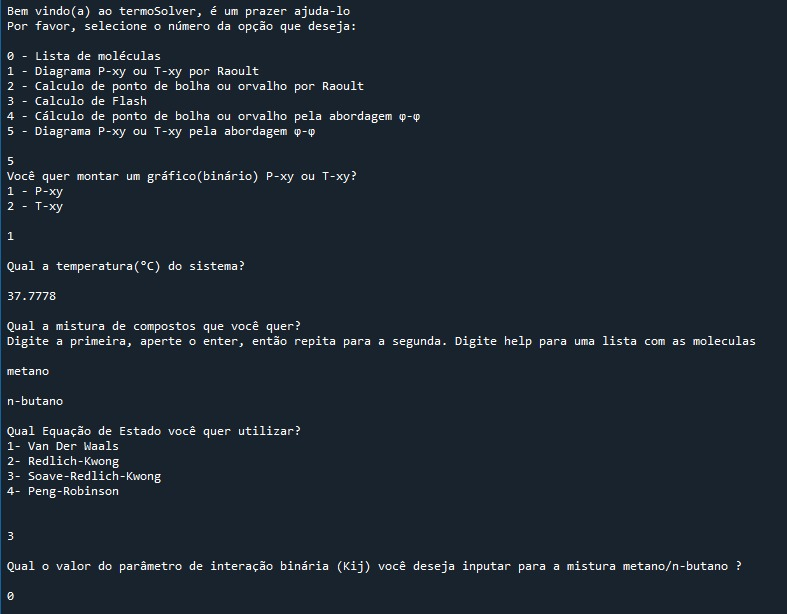 Bem vindo(a) ao termoSolver, é um prazer ajuda-lo
Por favor, selecione o número da opção que deseja:
0 - Lista de moléculas
1 - Diagrama P-xy ou T-xy por Raoult
2 - Calculo de ponto de bolha ou orvalho por Raoult
3 - Calculo de Flash
4 - Cálculo de ponto de bolha ou orvalho pela abordagem φ-φ
5 - Diagrama P-xy ou T-xy pela abordagem φ-φ
5
Você quer montar um gráfico(binário) P-xy ou T-xy?
1 - P-xy
2 - T-xy
1
Qual a temperatura(°C) do sistema?
37.7778
Qual a mistura de compostos que você quer?
Digite a primeira, aperte o enter, então repita para a segunda. Digite help para uma lista com as moleculas
metano
n-butano
Qual Equação de Estado você quer utilizar?
1- Van Der Waals
2- Redlich-Kwong
3- Soave-Redlich-Kwong
4- Peng-Robinson
3
Qual o valor do parâmetro de interação binária (Kij) você deseja inputar para a mistura metano/n-butano ?
0